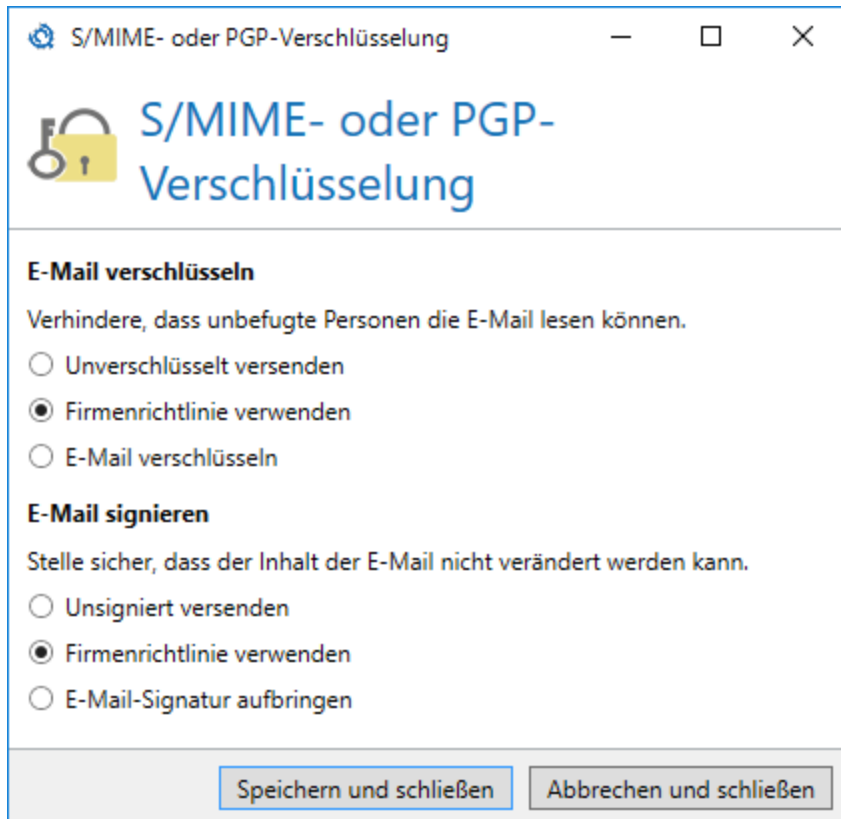 S/MIME- oder PGP-Verschlüsselung
S/MIME- oder PGP-
Verschlüsselung
E-Mail verschlüsseln
Verhindere, dass unbefugte Personen die E-Mail lesen können.
Unverschlüsselt versenden
Firmenrichtlinie verwenden
E-Mail verschlüsseln
E-Mail signieren
Stelle sicher, dass der Inhalt der E-Mail nicht verändert werden kann.
Unsigniert versenden
Firmenrichtlinie verwenden
E-Mail-Signatur aufbringen
Speichern und schließen Abbrechen und schließen